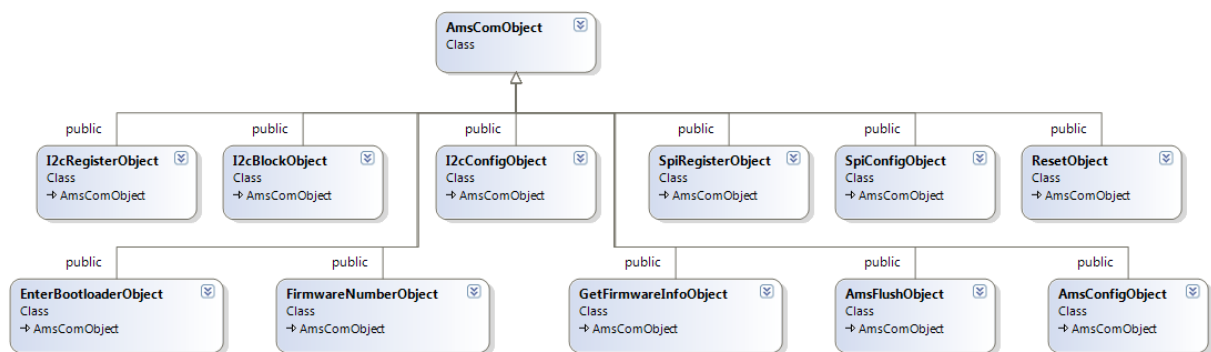 AmsComObject
Class
public public public public public public
I2cRegisterObject
Class
AmsComObject
I2cBlockObject
Class
AmsComObject
I2cConfigObject
Class
AmsComObject
SpiRegisterObject
Class
AmsComObject
SpiConfigObject
Class
AmsComObject
ResetObject
Class
AmsComObject
public public public public public
EnterBootloaderObject
Class
AmsComObject
FirmwareNumberObject
Class
AmsComObject
GetFirmwareInfoObject
Class
AmsComObject
AmsFlushObject
Class
AmsComObject
AmsConfigObject
Class
AmsComObject